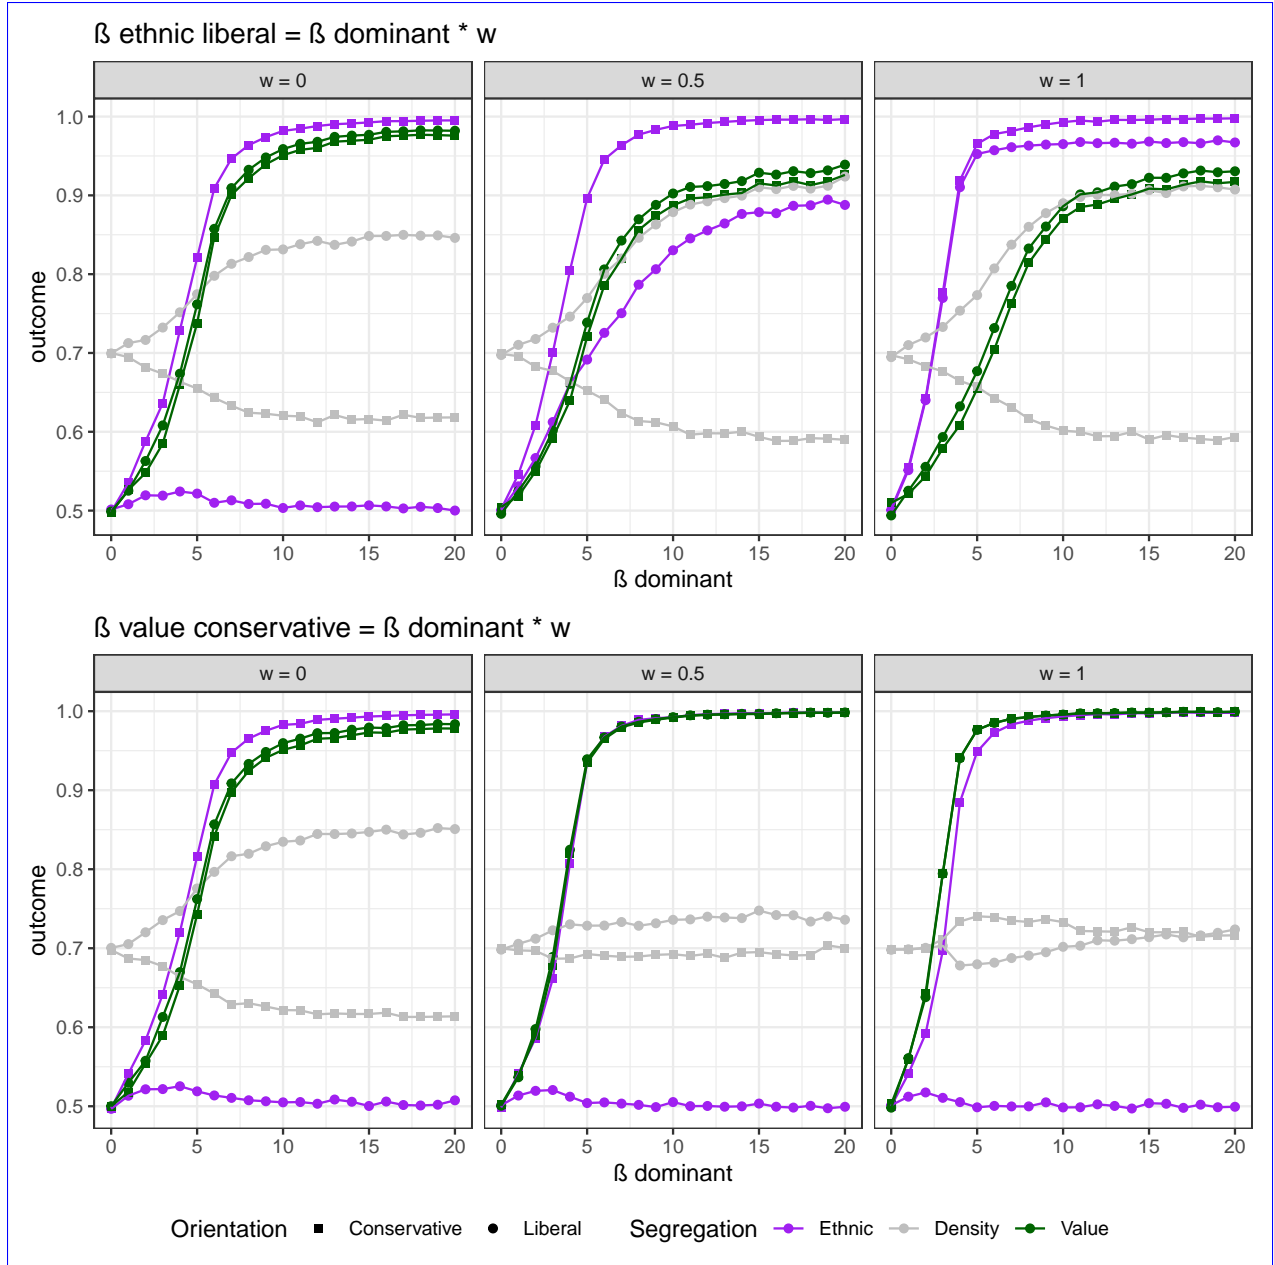 ß ethnic liberal = ß dominant * w
w = 0 w = 0.5 w = 1
1.0
0.9
0.8
0.7
0.6
0.5
outcome
0 5 10 15 20 0 5 10 15 20 0 5 10 15 20
ß dominant
ß value conservative = ß dominant * w
w = 0 w = 0.5 w = 1
1.0
0.9
0.8
0.7
0.6
0.5
outcome
0 5 10 15 20 0 5 10 15 20 0 5 10 15 20
ß dominant
Orientation Conservative Liberal Segregation Ethnic Density Value